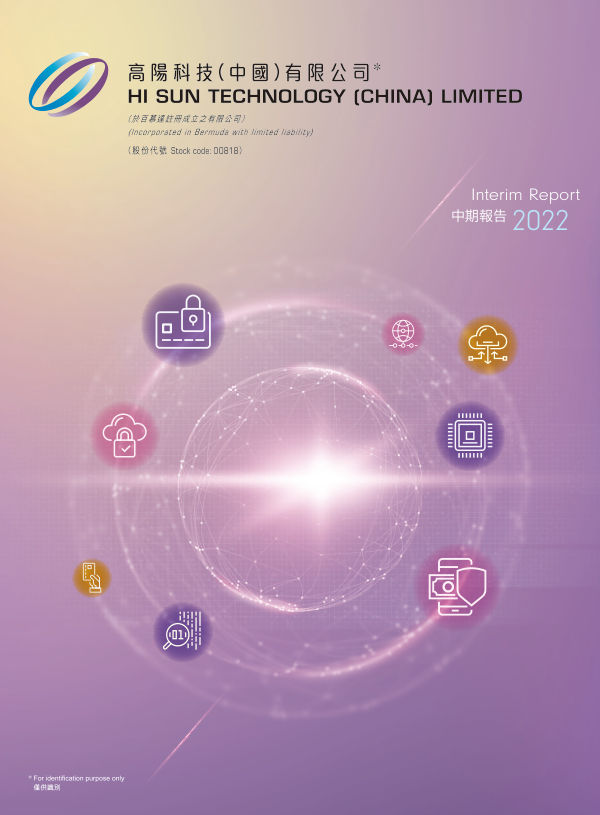 高陽科技(中國)有限公司*
HI SUN TECHNOLOGY (CHINA) LIMITED
(於百慕達註冊成立之有限公司)
(Incorporated in Bermuda with limited liability)
(股份代號 Stock code: 00818)
Interim Report
中期報告 2022
01
* For identification purpose only
僅供識別